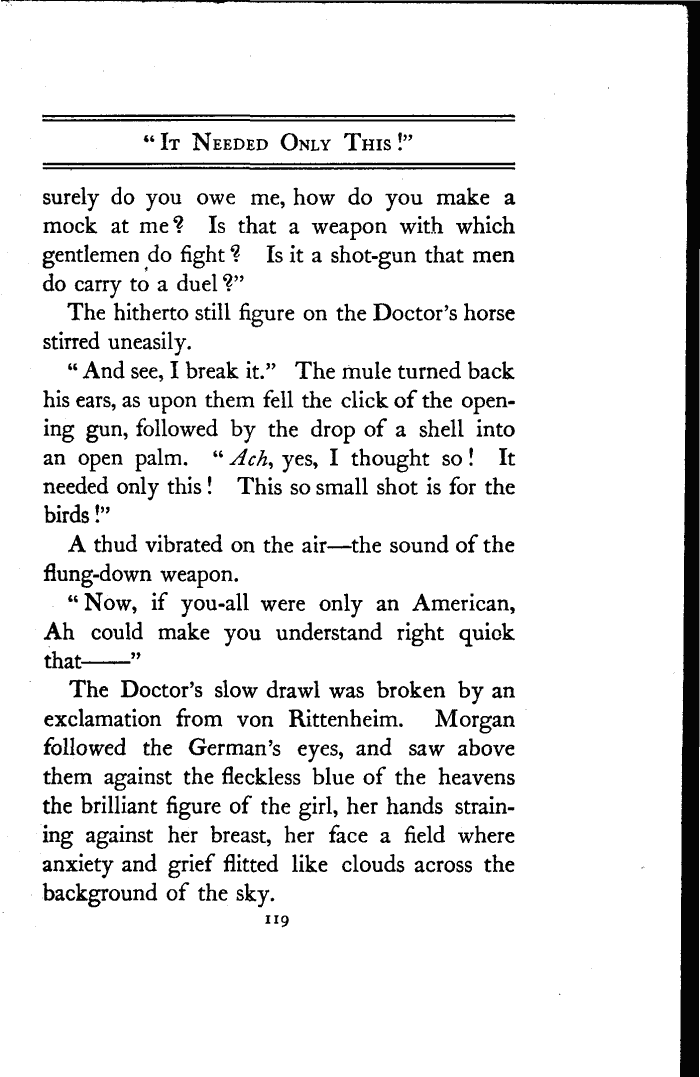 “It Needed Only This!”
surely do you owe me, how do you make a
mock at me? Is that a weapon with which
gentlemen do fight? Is it a shot-gun that men
do carry to a duel?”
The hitherto still figure on the Doctor’s horse
stirred uneasily.
“And see, I break it.” The mule turned back
his ears, as upon them fell the click of the open-
ing gun, followed by the drop of a shell into
an open palm. “Ach, yes, I thought so! It
needed only this! This so small shot is for the
birds!”
A thud vibrated on the air—the sound of the
flung-down weapon.
“Now, if you-all were only an American,
Ah could make you understand right quick
that——”
The Doctor’s slow drawl was broken by an
exclamation from von Rittenheim. Morgan
followed the German’s eyes, and saw above
them against the fleckless blue of the heavens
the brilliant figure of the girl, her hands strain-
ing against her breast, her face a field where
anxiety and grief flitted like clouds across the
background of the sky.
119